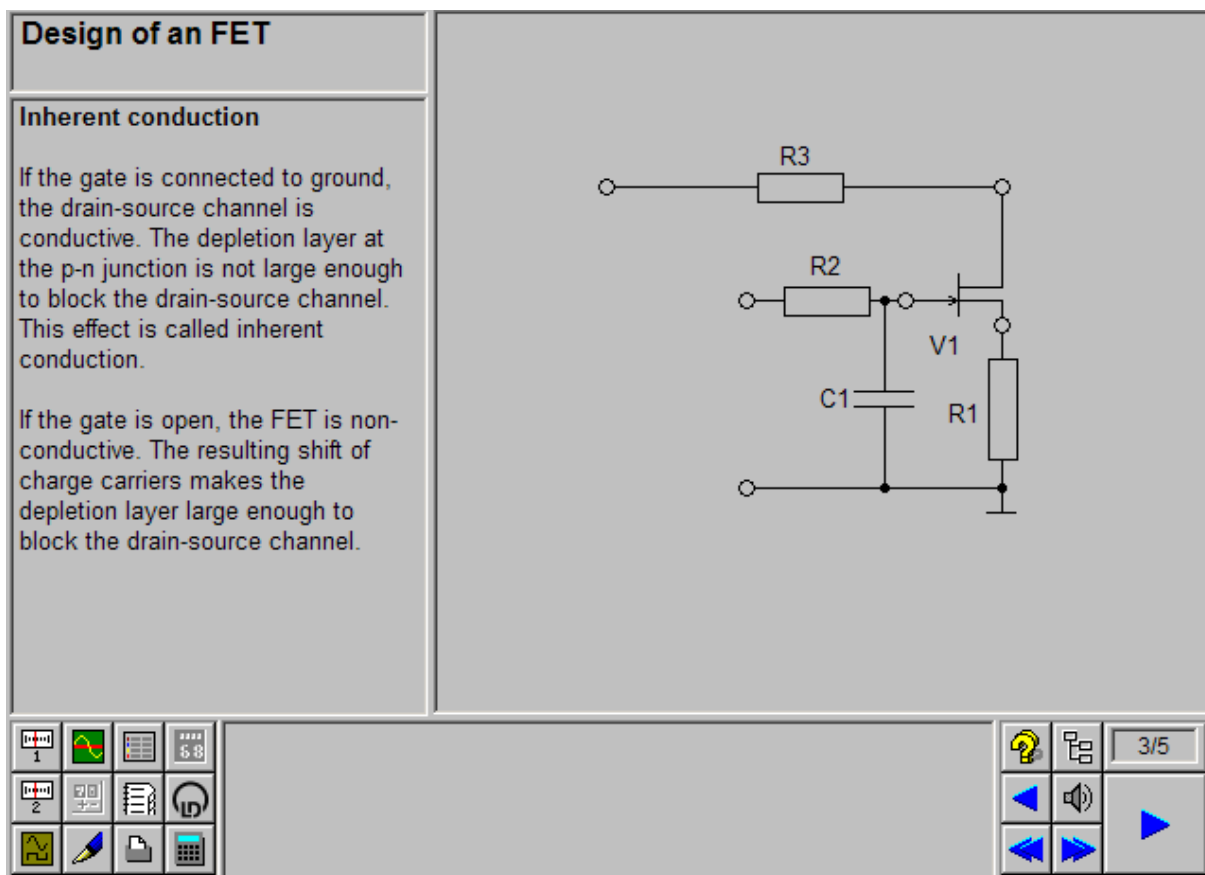 Design of an FET
Inherent conduction
If the gate is connected to ground,
the drain-source channel is
conductive. The depletion layer at
the p-n junction is not large enough
to block the drain-source channel.
This effect is called inherent
conduction.
If the gate is open, the FET is non-
conductive. The resulting shift of
charge carriers makes the
depletion layer large enough to
block the drain-source channel.
R3
R2
V1
C1
R1
1
68
2
LD
3/5